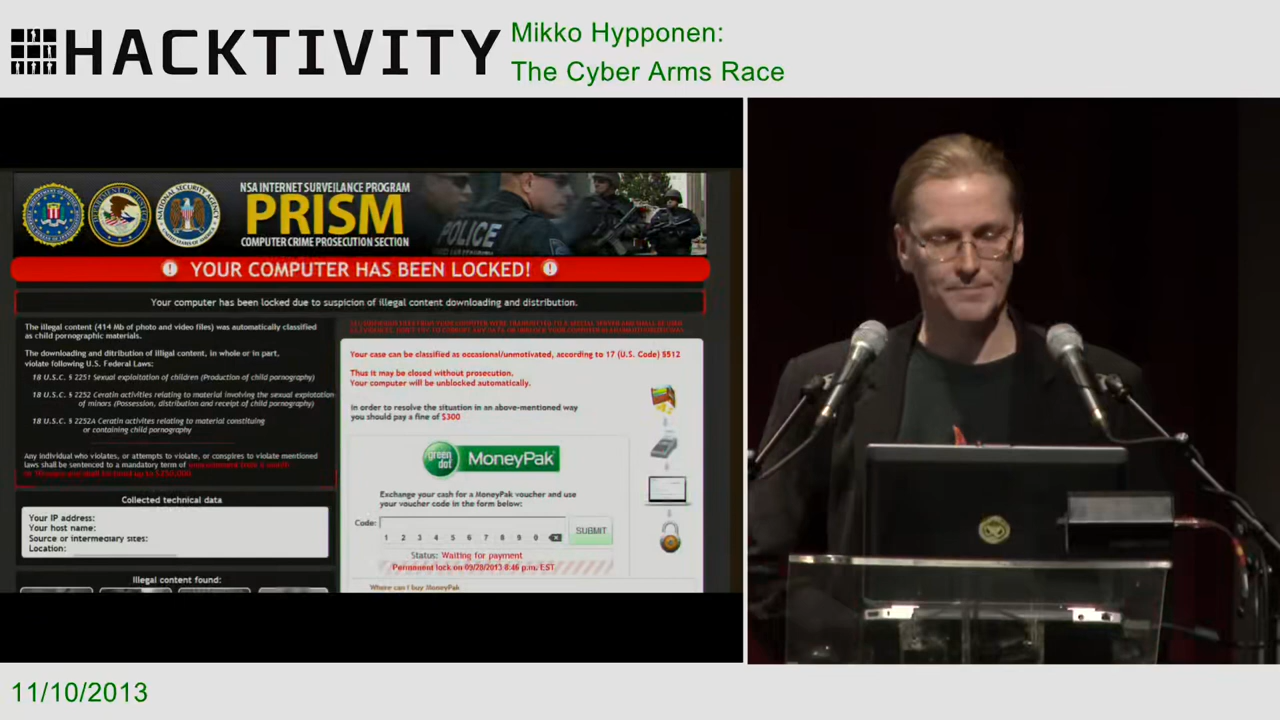 HACKTIVITY
Mikko Hypponen:
The Cyber Arms Race
NSA INTERNET SURVEILANCE PROGRAM
PRISM
COMPUTER CRIME PROSECUTION SECTION
POLICE
YOUR COMPUTER HAS BEEN LOCKED!
Your computer has been locked due to suspicion of illegal content downloading and distribution.
The illegal content (414 Mb of photo and video files) was automatically classified
as child pornographic materials.
The downloading and ditribution of illegal content, in whole or in part,
violate following U.S. Federal Laws:
18 U.S.C. § 2251 Sexual exploitation of children (Production of child pornography)
18 U.S.C. § 2252 Ceratin activities relating to material involving the sexual explotation
of minors (Possession, distribution and receipt of child pornography)
18 U.S.C. § 2252A Ceratin activites relating to material constituting
or containing child pornography
Any individual who violates, or attempts to violate, or conspires to violate mentioned
laws shall be sentenced to a mandatory term of
Collected technical data
Your IP address:
Your host name:
Source or intermediary sites:
Location:
Illegal content found:
Your case can be classified as occasional/unmotivated, according to 17 (U.S. Code) §512
Thus it may be closed without prosecution.
Your computer will be unblocked automatically.
In order to resolve the situation in an above-mentioned way
you should pay a fine of $300
green dot MoneyPak
Exchange your cash for a MoneyPak voucher and use
your voucher code in the form below:
Code:
1 2 3 4 5 6 7 8 9 0
SUBMIT
Status: Waiting for payment
Permanent lock on 09/28/2013 8:46 p.m. EST
Where can I buy MoneyPak
11/10/2013